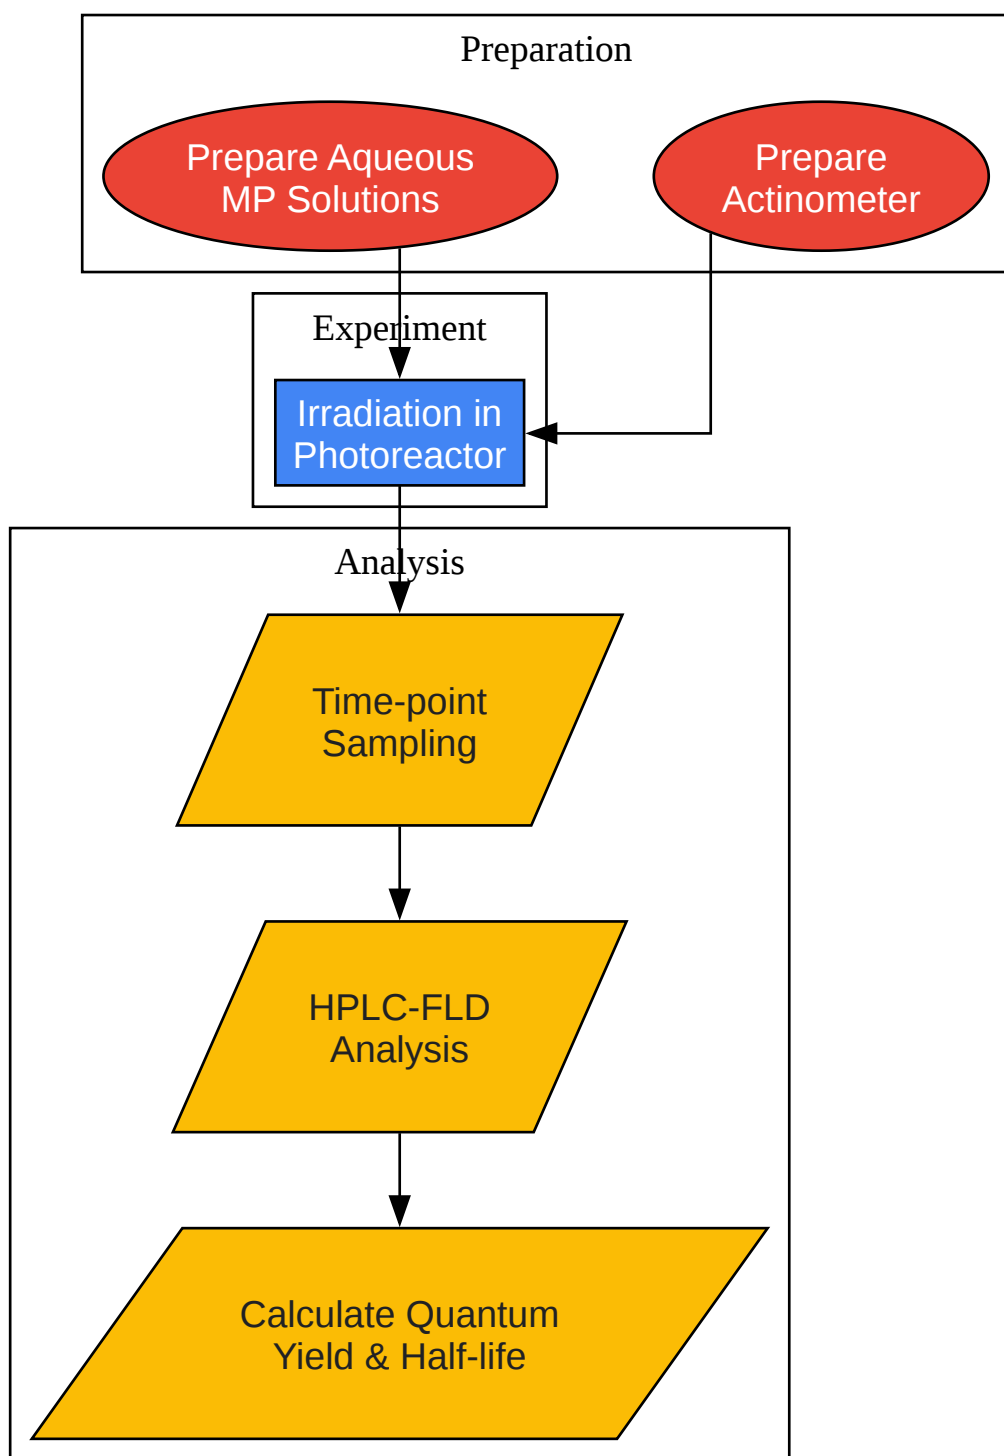 Preparation
Prepare Aqueous
MP Solutions
Prepare
Actinometer
Experiment
Irradiation in
Photoreactor
Analysis
Time-point
Sampling
HPLC-FLD
Analysis
Calculate Quantum
Yield & Half-life